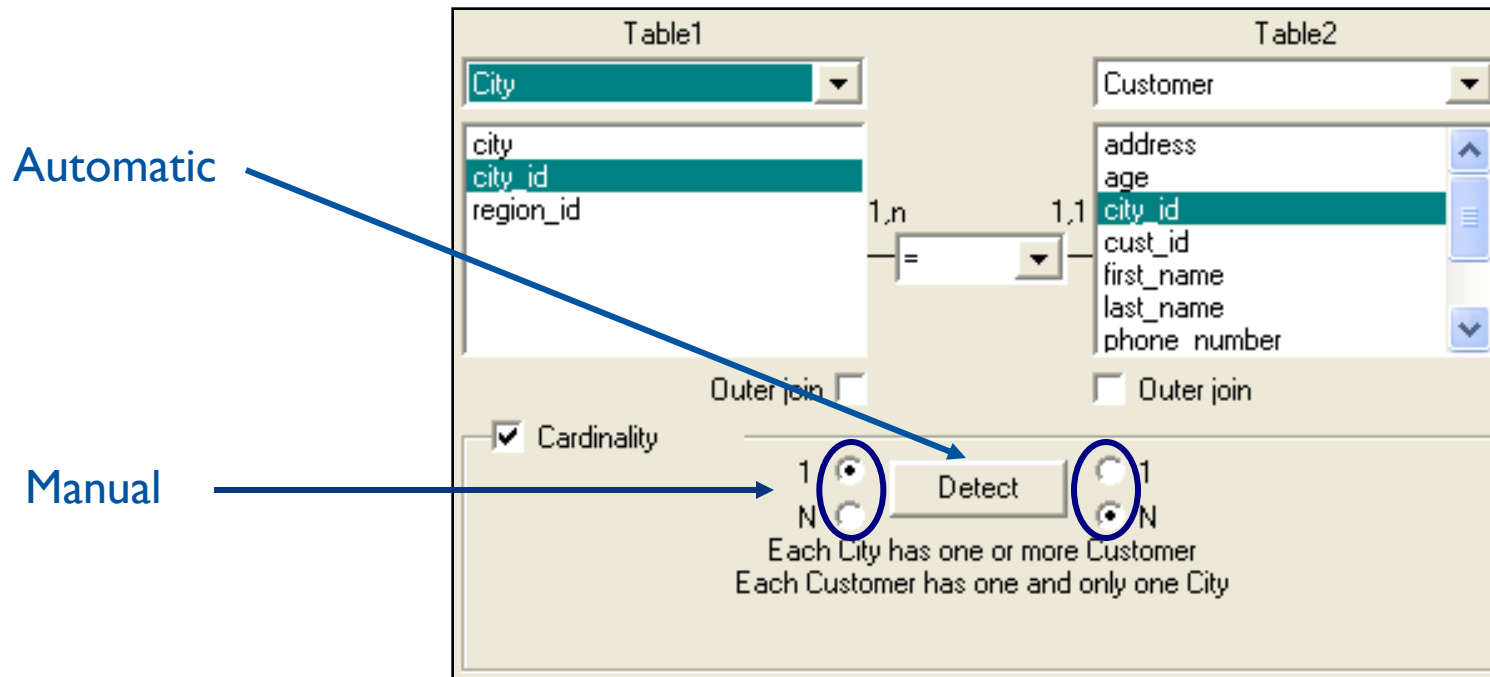 Table1
Table2
City
Customer
Automatic
city
city_id
region_id
1,n
=
1,1
address
age
city_id
cust_id
first_name
last_name
phone_number
Outer join
Outer join
Cardinality
Manual
1
N
Detect
1
N
Each City has one or more Customer
Each Customer has one and only one City